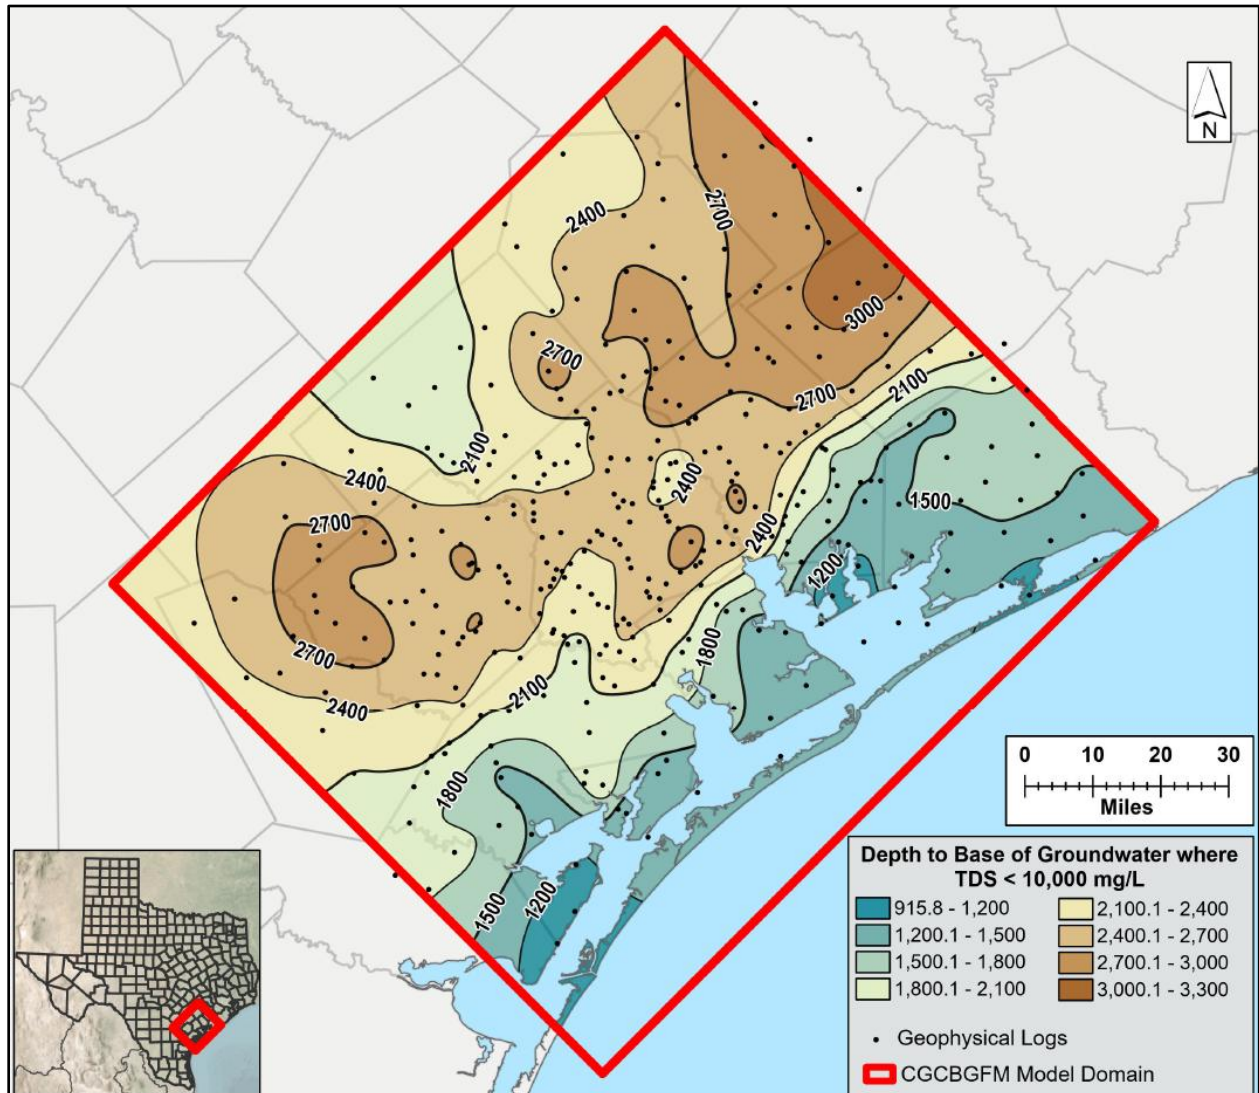 N
2700
2400
3000
2700
2700
2100
2100
2400
2400
1500
2700
2400
1200
2700
1800
2100
2400
1800
1500
1200
0 10 20 30
Miles
Depth to Base of Groundwater where
TDS < 10,000 mg/L
915.8 - 1,200
1,200.1 - 1,500
1,500.1 - 1,800
1,800.1 - 2,100
2,100.1 - 2,400
2,400.1 - 2,700
2,700.1 - 3,000
3,000.1 - 3,300
Geophysical Logs
CGCBGFM Model Domain